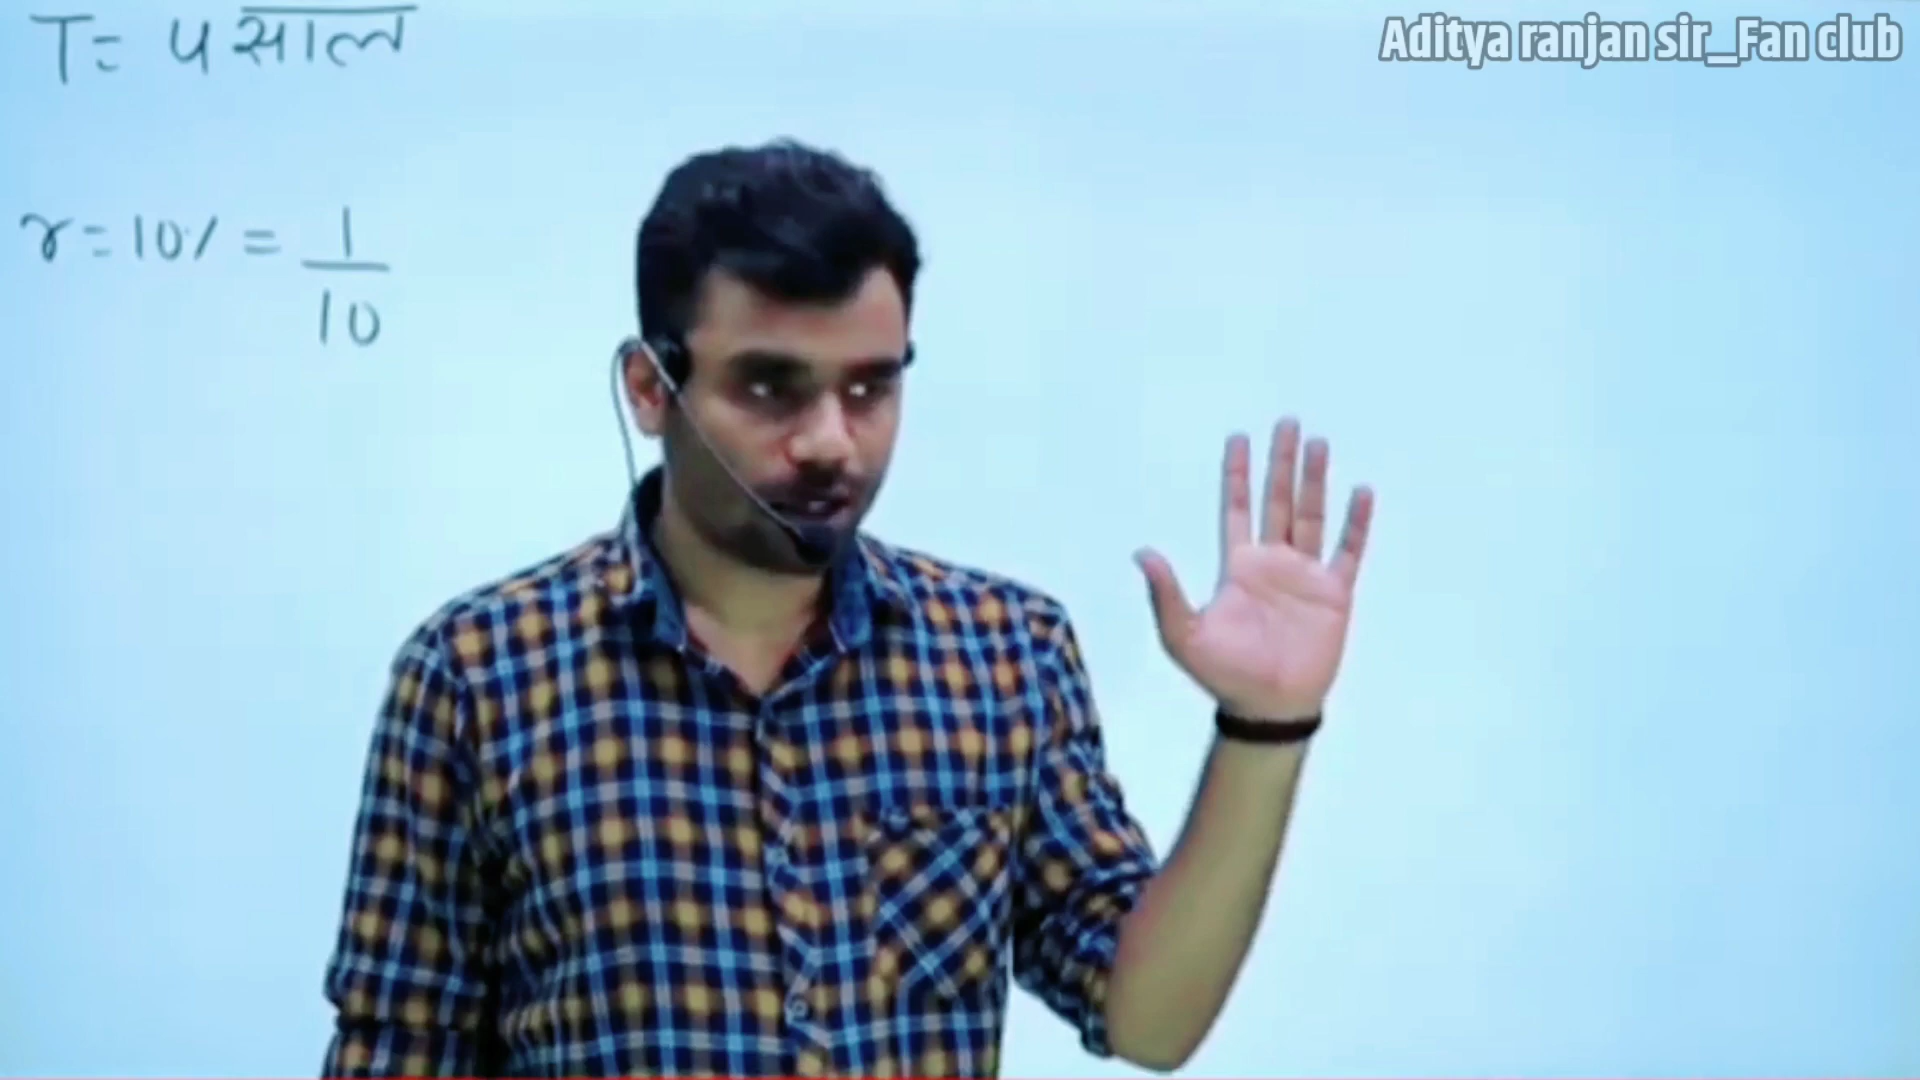 T = 4 साल
Aditya ranjan sir_Fan club
r = 10% = 1/10